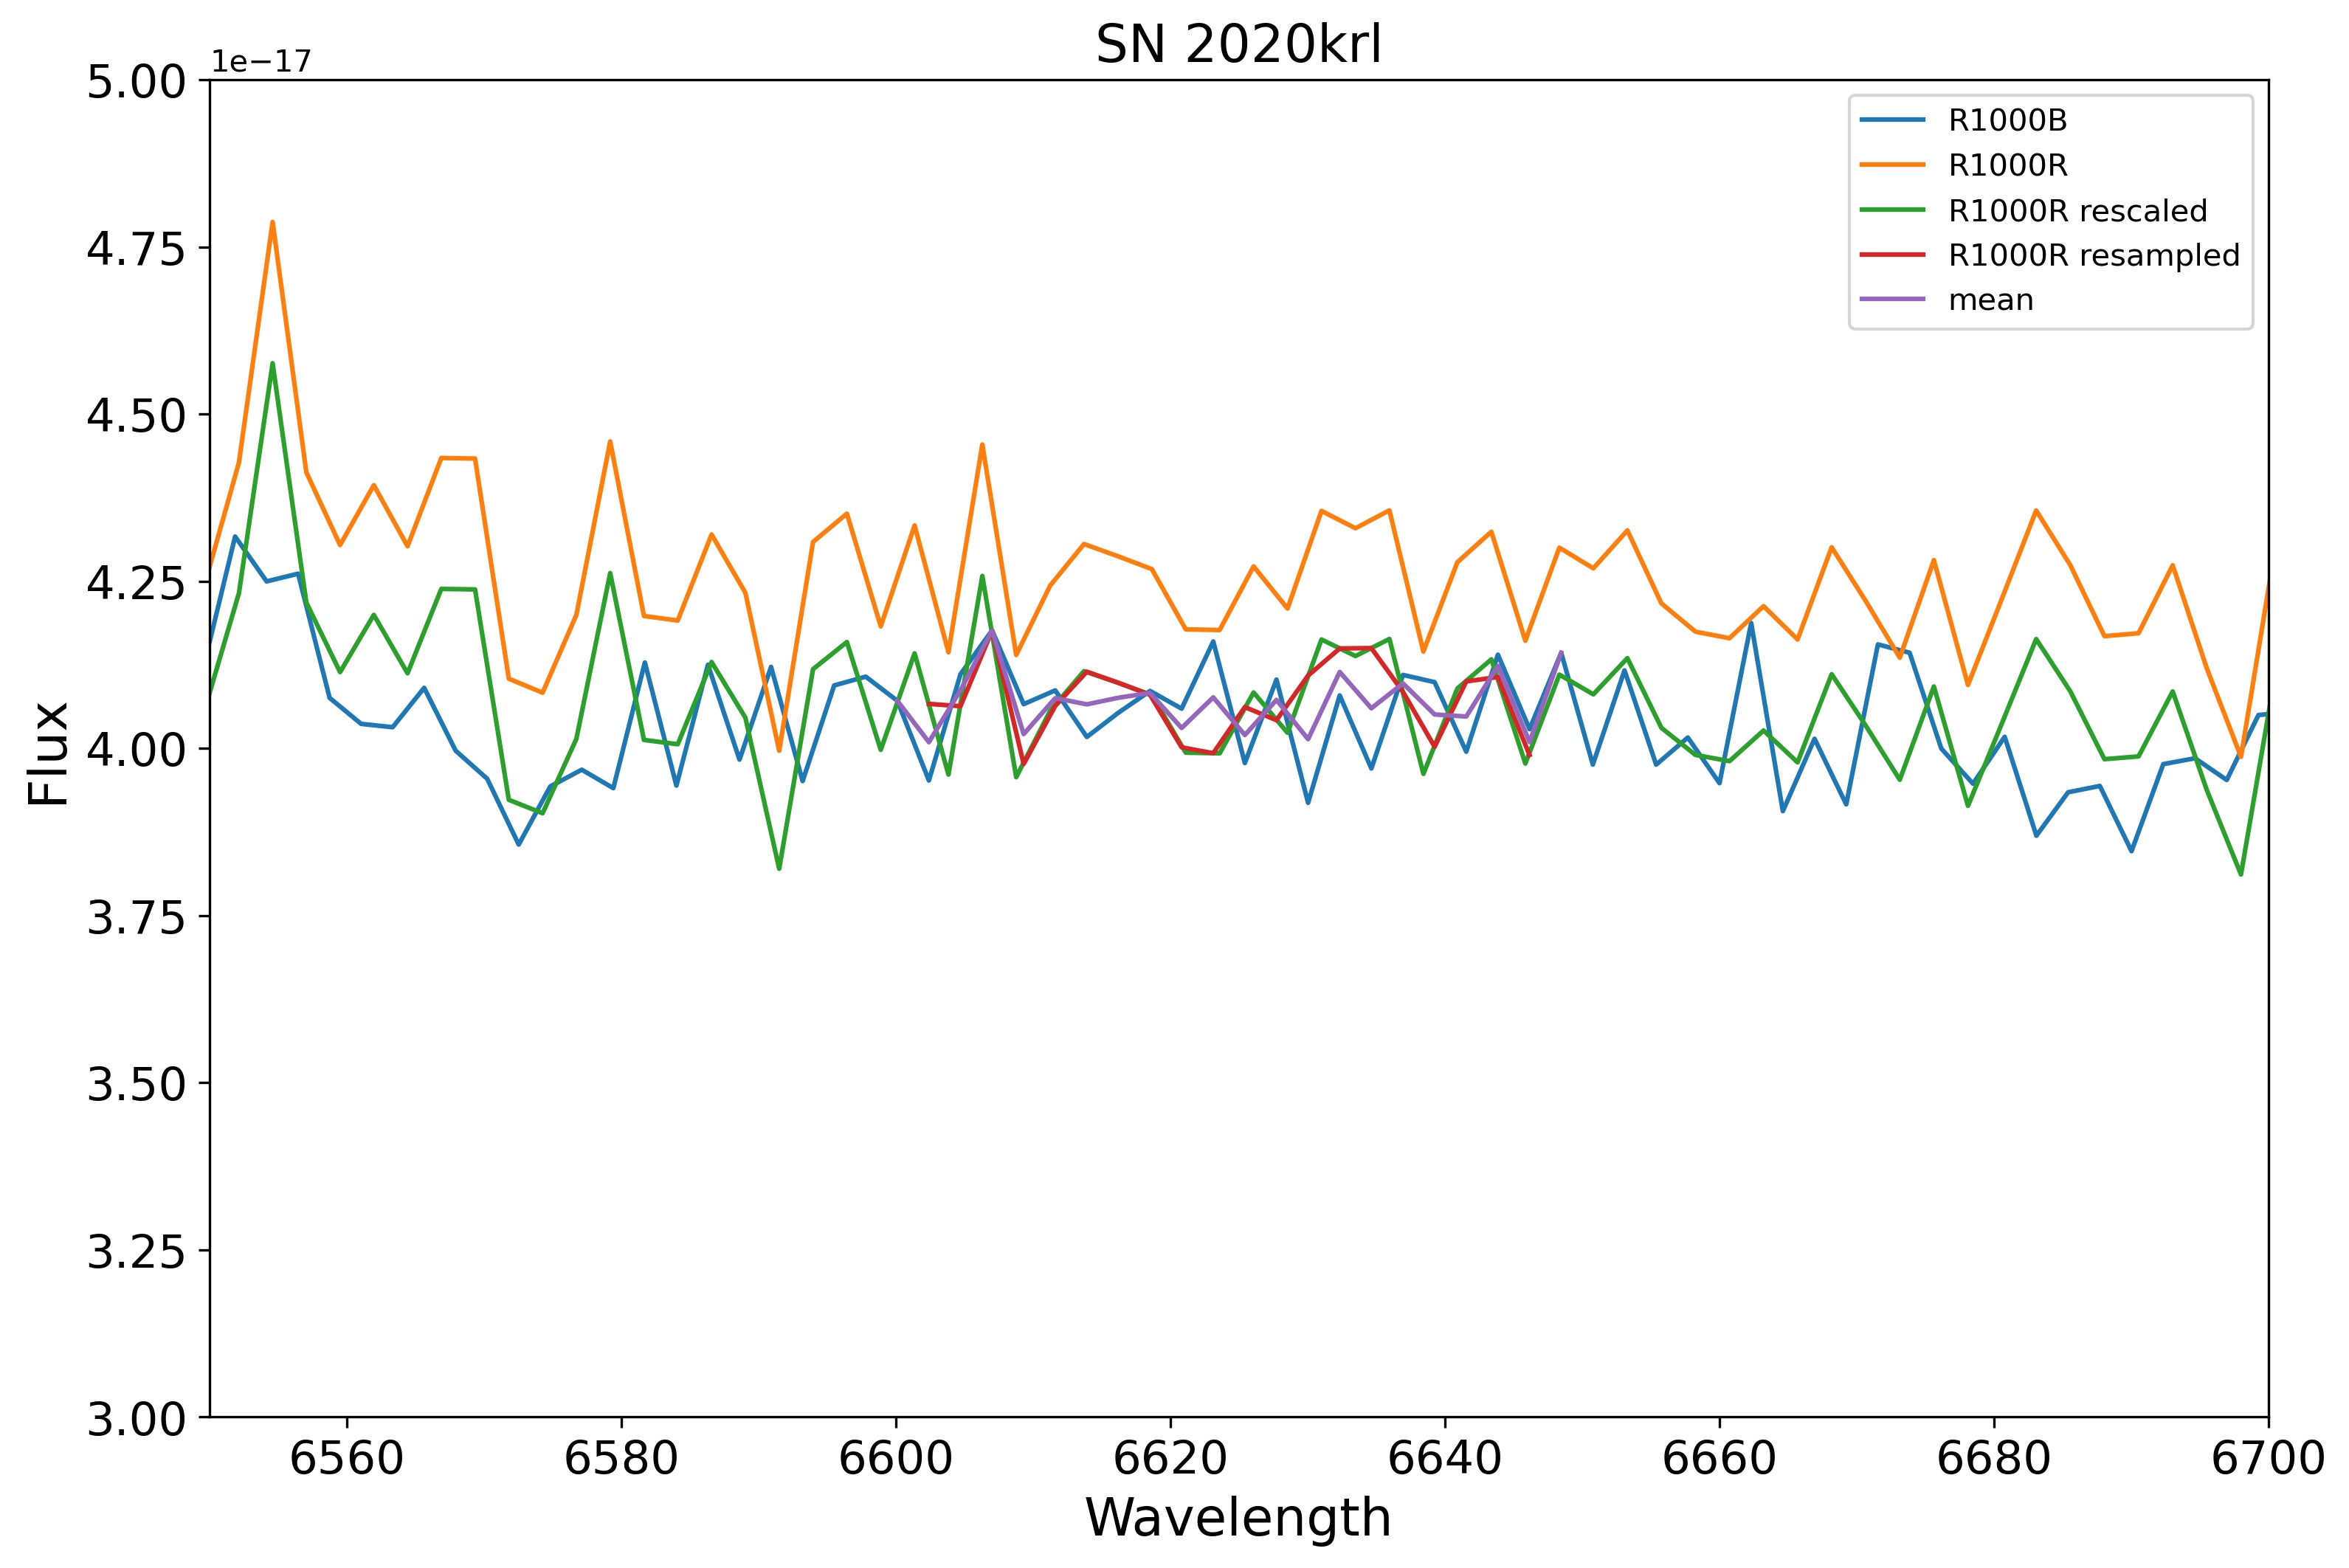 SN 2020krl
1e−17
5.00
4.75
4.50
4.25
4.00
3.75
3.50
3.25
3.00
Flux
R1000B
R1000R
R1000R rescaled
R1000R resampled
mean
6560 6580 6600 6620 6640 6660 6680 6700
Wavelength